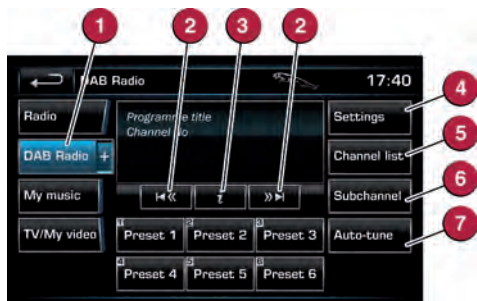 1
2
3
2
DAB Radio
17:40
4
Radio
Programme title
Channel No
Settings
5
DAB Radio +
Channel list
6
My music
i
Subchannel
7
TV/My video
1 Preset 1
2 Preset 2
3 Preset 3
Auto-tune
4 Preset 4
5 Preset 5
6 Preset 6